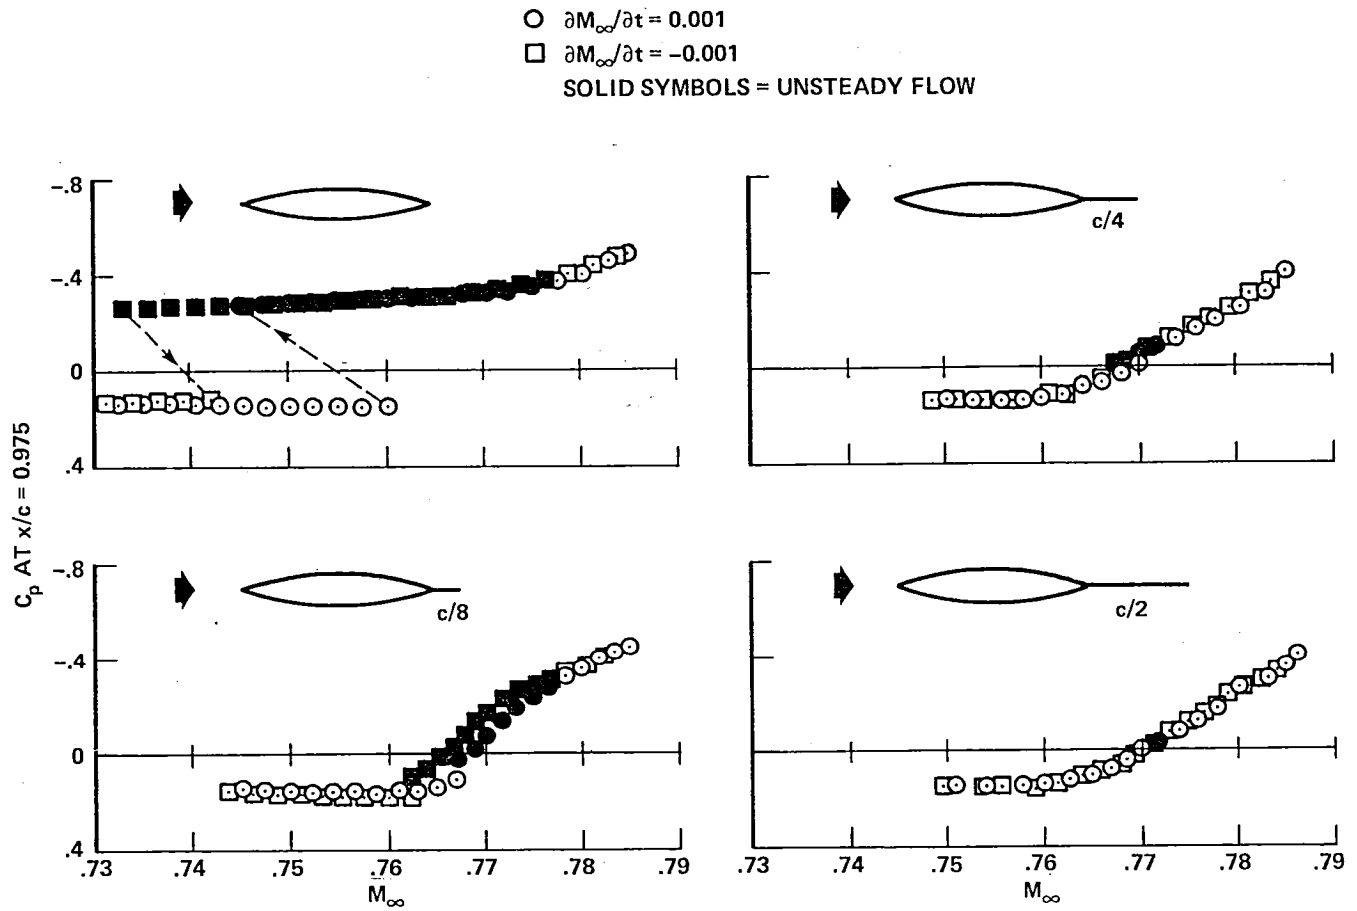 ∂M∞/∂t = 0.001
∂M∞/∂t = −0.001
SOLID SYMBOLS = UNSTEADY FLOW
−.8
−.4
0
.4
c/4
−.8
−.4
0
.4
c/8
c/2
.73 .74 .75 .76 .77 .78 .79
M∞
.73 .74 .75 .76 .77 .78 .79
M∞
Cp AT x/c = 0.975